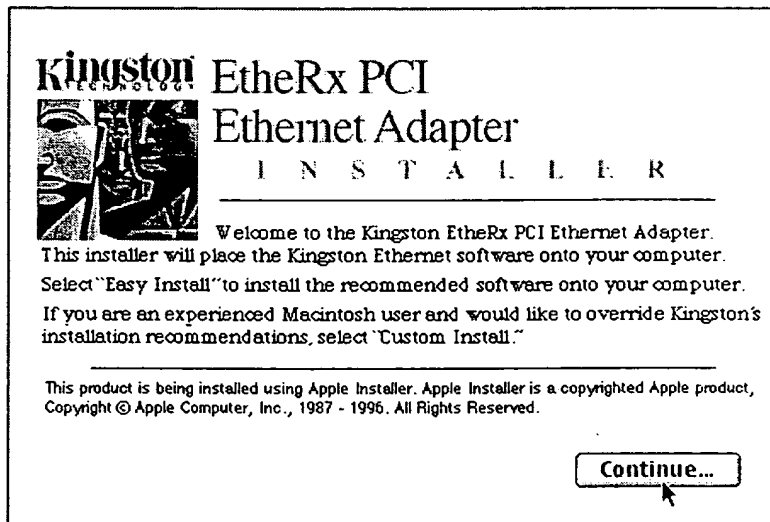 Kingston
TECHNOLOGY
EtheRx PCI
Ethernet Adapter
INSTALLER
Welcome to the Kingston EtheRx PCI Ethernet Adapter.
This installer will place the Kingston Ethernet software onto your computer.
Select "Easy Install" to install the recommended software onto your computer.
If you are an experienced Macintosh user and would like to override Kingston's
installation recommendations, select "Custom Install."
This product is being installed using Apple Installer. Apple Installer is a copyrighted Apple product,
Copyright © Apple Computer, Inc., 1987 - 1996. All Rights Reserved.
Continue...